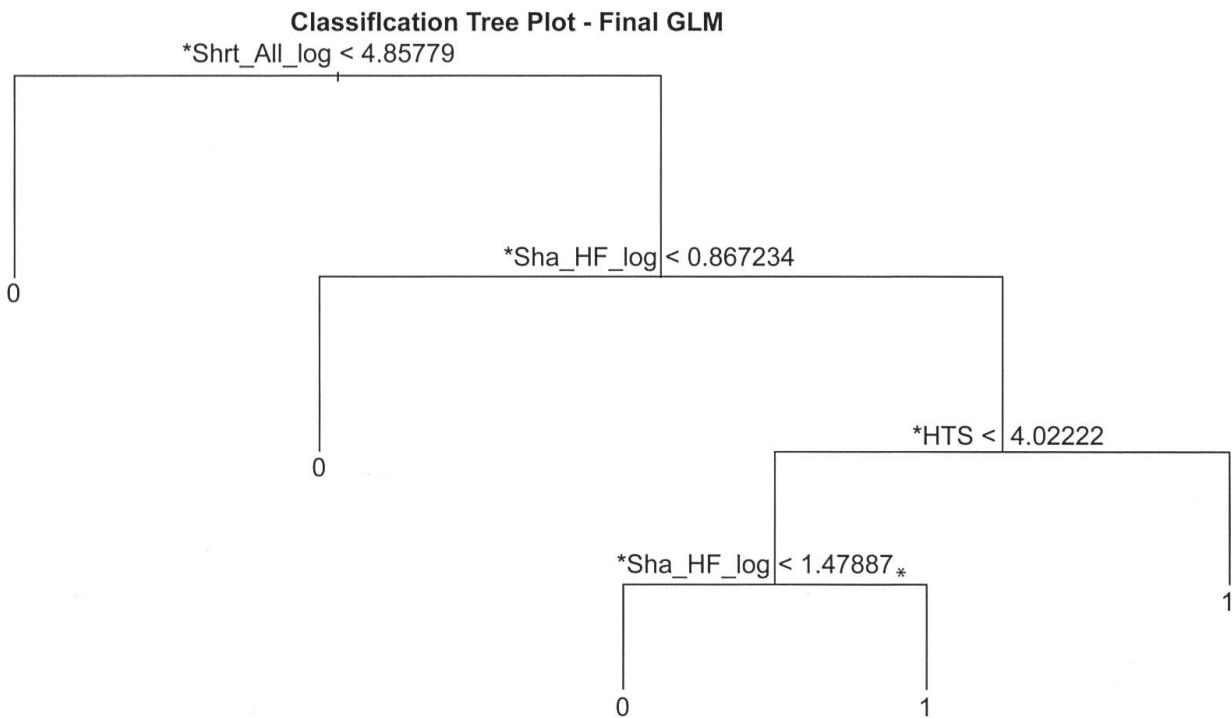 Classiflcation Tree Plot - Final GLM
*Shrt_All_log < 4.85779
*Sha_HF_log < 0.867234
0
*HTS < 4.02222
0
*Sha_HF_log < 1.47887*
1
0
1